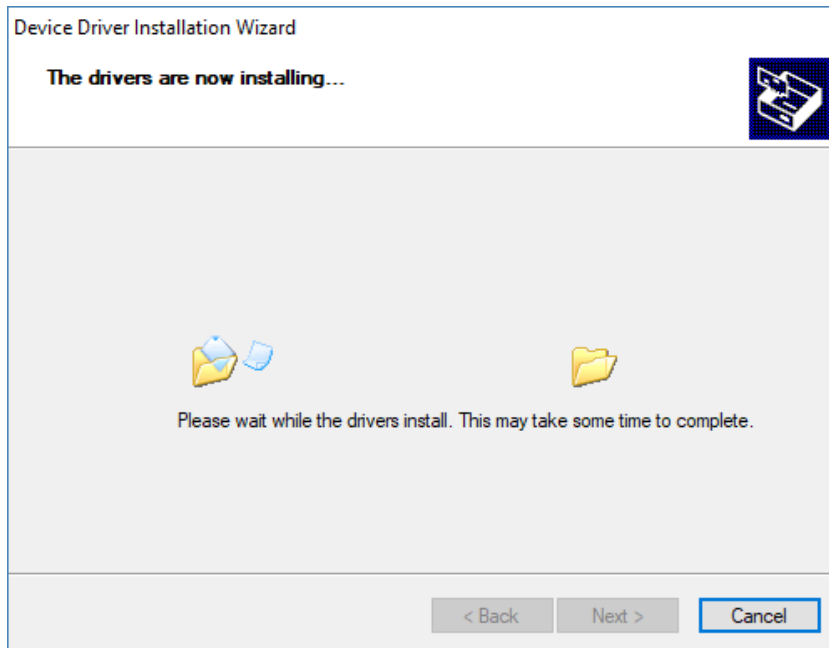 Device Driver Installation Wizard
The drivers are now installing...
Please wait while the drivers install. This may take some time to complete.
< Back
Next >
Cancel